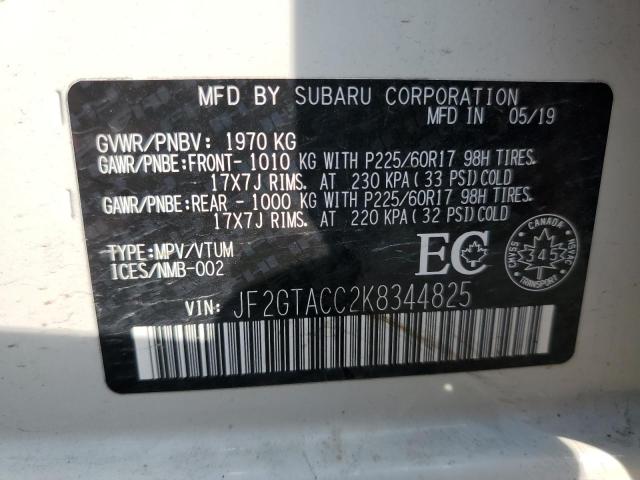 MFD BY SUBARU CORPORATION
MFD IN 05/19
GVWR/PNBV: 1970 KG
GAWR/PNBE:FRONT- 1010 KG WITH P225/60R17 98H TIRES.
17X7J RIMS. AT 230 KPA (33 PSI)COLD
GAWR/PNBE:REAR - 1000 KG WITH P225/60R17 98H TIRES.
17X7J RIMS. AT 220 KPA (32 PSI)COLD
TYPE:MPV/VTUM
ICES/NMB-002
EC
CANADA
CMVSS
NSVAC
345
VIN: JF2GTACC2K8344825